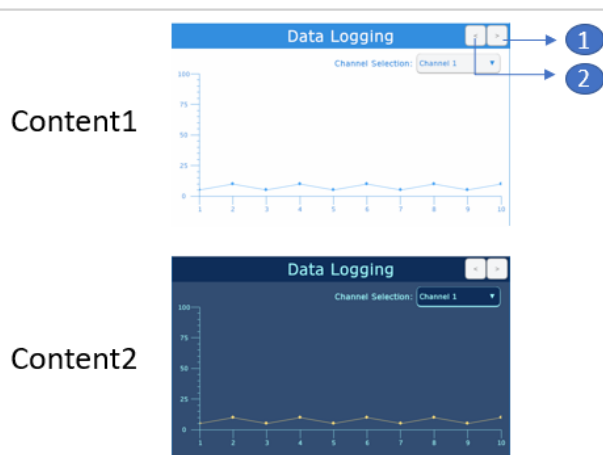 Data Logging < > 1
Channel Selection: Channel 1 ▼ 2
100
75
Content1
50
25
0
1 2 3 4 5 6 7 8 9 10
Data Logging < >
Channel Selection: Channel 1 ▼
100
75
Content2
50
25
0
1 2 3 4 5 6 7 8 9 10